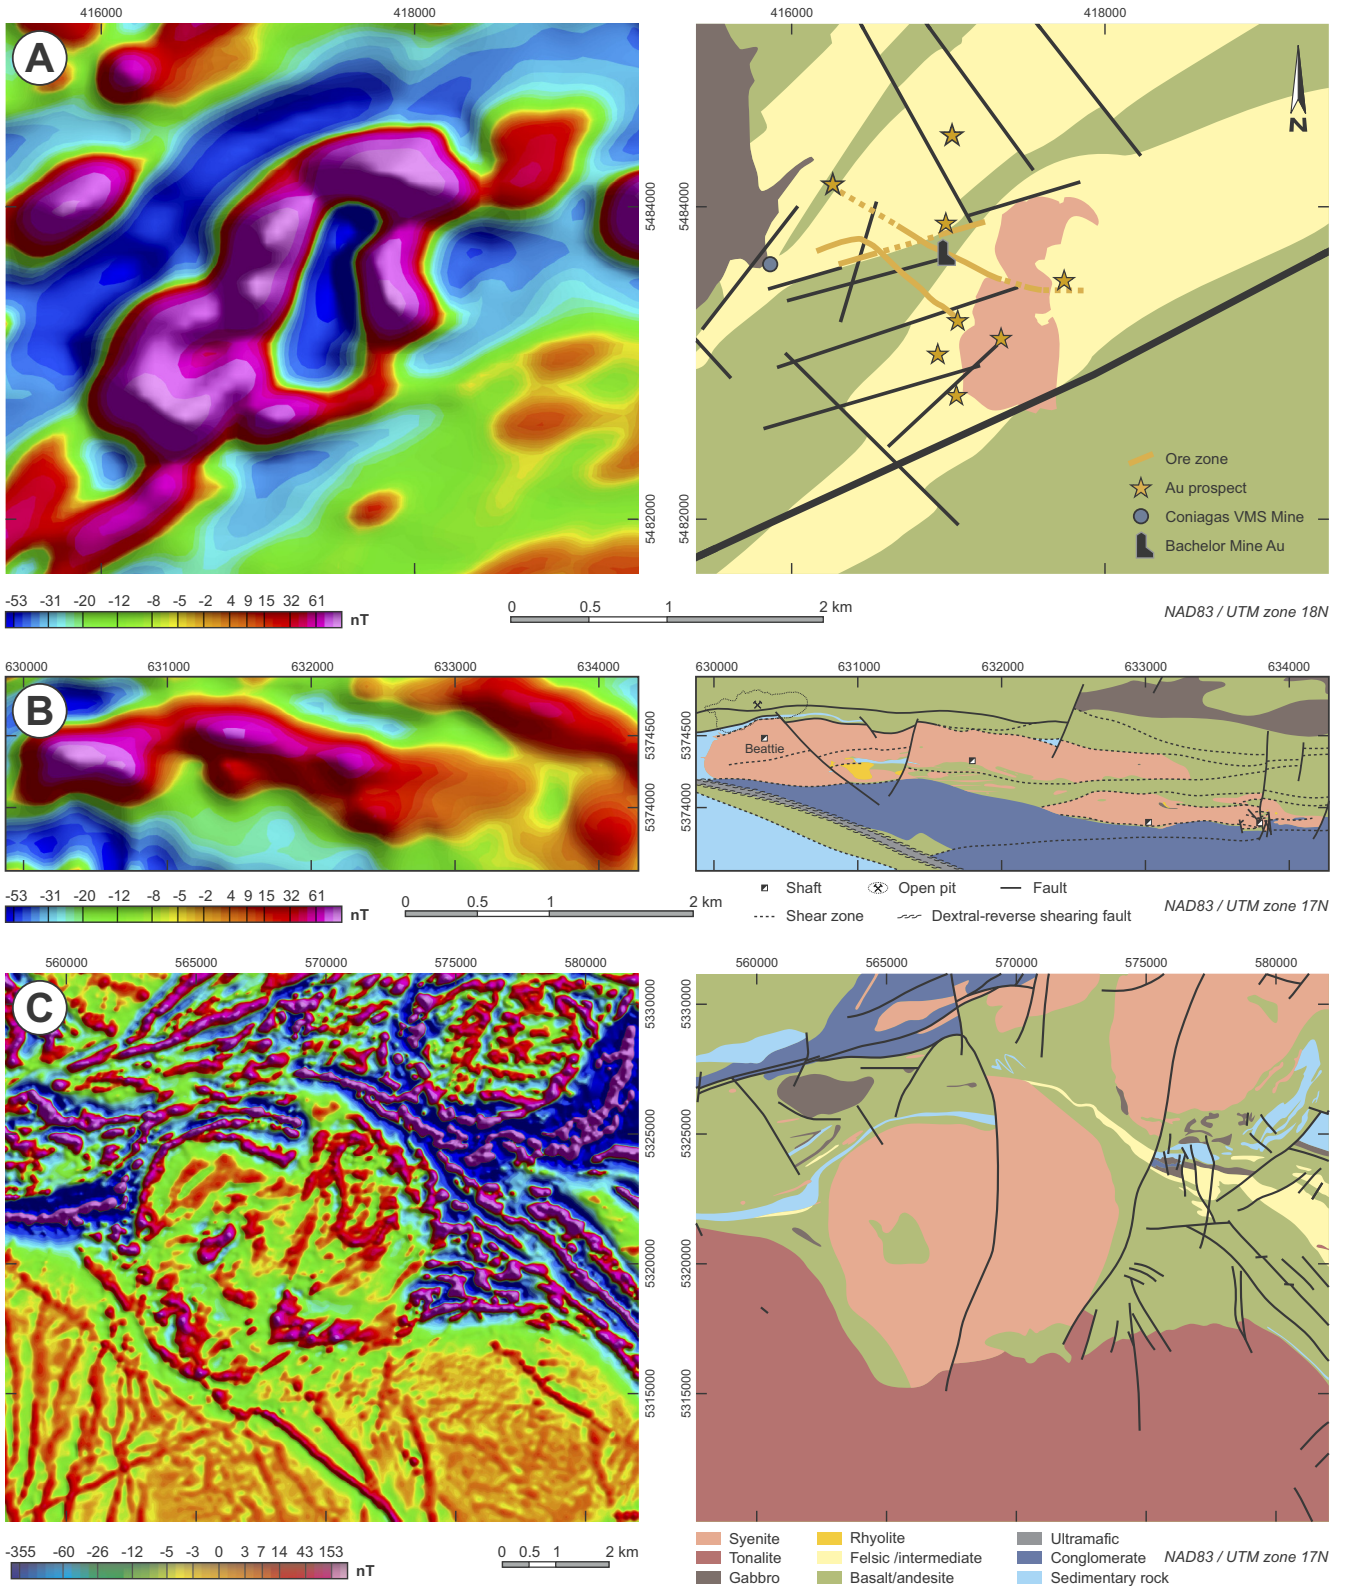 416000 418000 416000 418000
A
N
5484000 5484000
5482000 5482000
Ore zone
Au prospect
Coniagas VMS Mine
Bachelor Mine Au
-53 -31 -20 -12 -8 -5 -2 4 9 15 32 61
nT
0 0.5 1 2 km
NAD83 / UTM zone 18N
630000 631000 632000 633000 634000 630000 631000 632000 633000 634000
B
5374500 5374500
5374000 5374000
Beattie
-53 -31 -20 -12 -8 -5 -2 4 9 15 32 61
nT
0 0.5 1 2 km
Shaft Open pit Fault
Shear zone Dextral-reverse shearing fault
NAD83 / UTM zone 17N
560000 565000 570000 575000 580000 560000 565000 570000 575000 580000
C
5330000 5330000
5325000 5325000
5320000 5320000
5315000 5315000
-355 -60 -26 -12 -5 -3 0 3 7 14 43 153
nT
0 0.5 1 2 km
Syenite Rhyolite Ultramafic
Tonalite Felsic /intermediate Conglomerate
Gabbro Basalt/andesite Sedimentary rock
NAD83 / UTM zone 17N